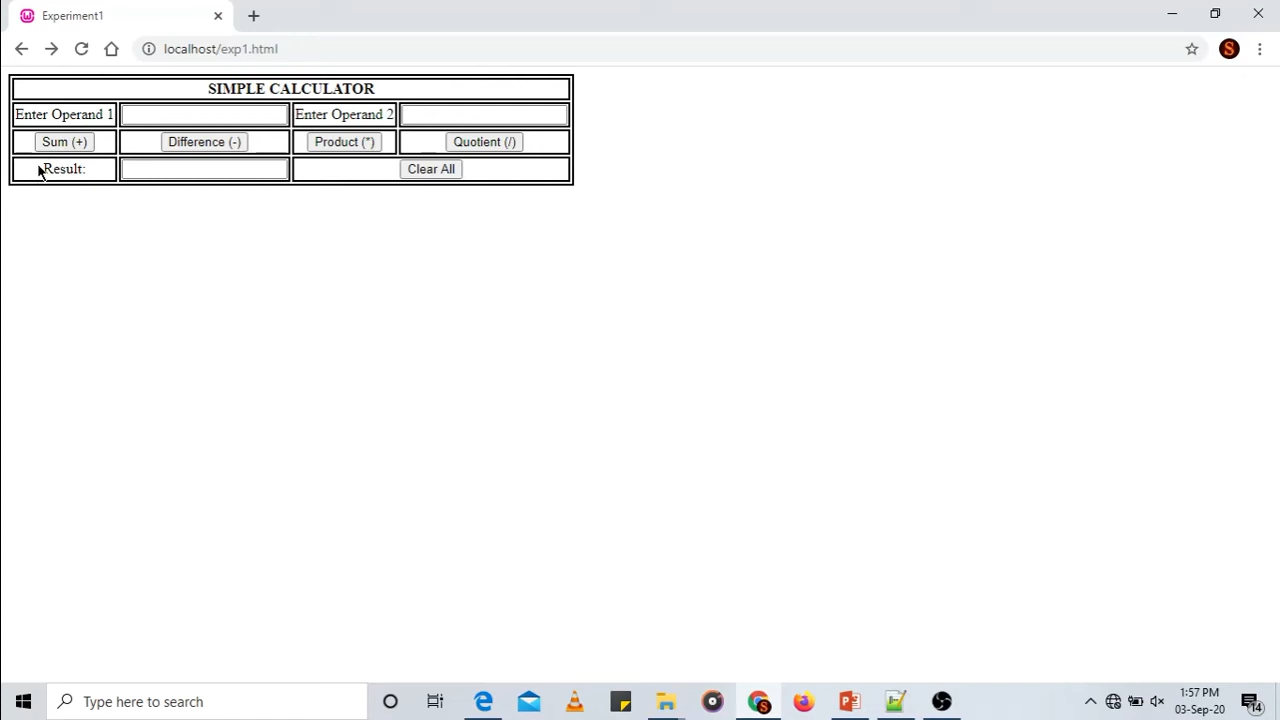 Experiment1
localhost/exp1.html
S
SIMPLE CALCULATOR
Enter Operand 1 Enter Operand 2
Sum (+) Difference (-) Product (*) Quotient (/)
Result: Clear All
Type here to search
1:57 PM
03-Sep-20
14